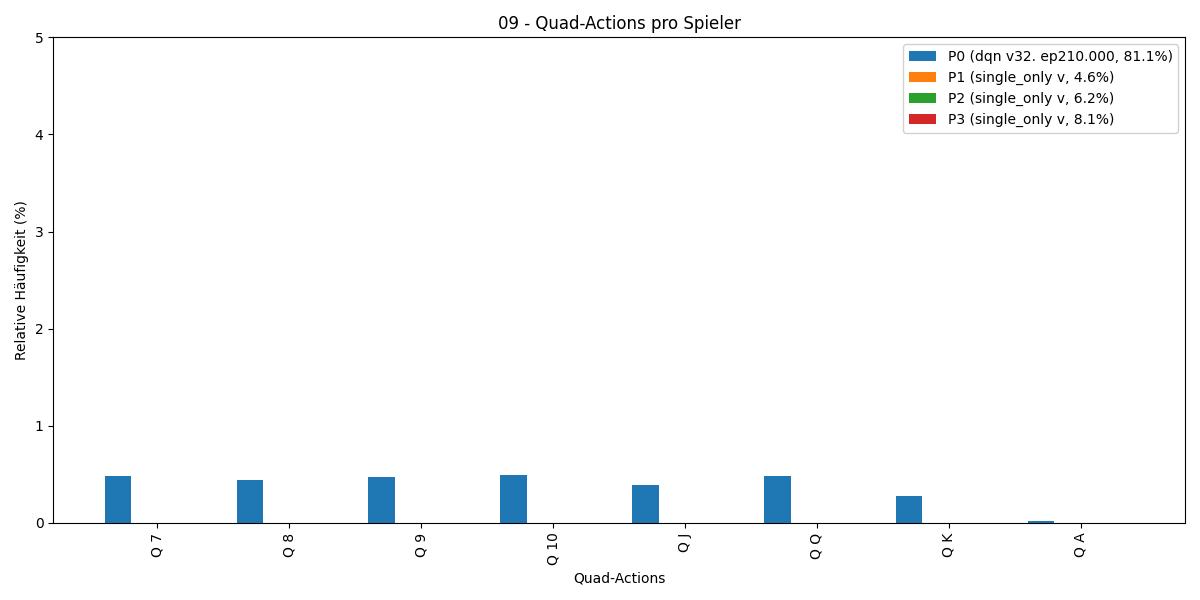 09 - Quad-Actions pro Spieler
5
4
3
2
1
0
Relative Häufigkeit (%)
P0 (dqn v32. ep210.000, 81.1%)
P1 (single_only v, 4.6%)
P2 (single_only v, 6.2%)
P3 (single_only v, 8.1%)
Q 7
Q 8
Q 9
Q 10
Q J
Q Q
Q K
Q A
Quad-Actions